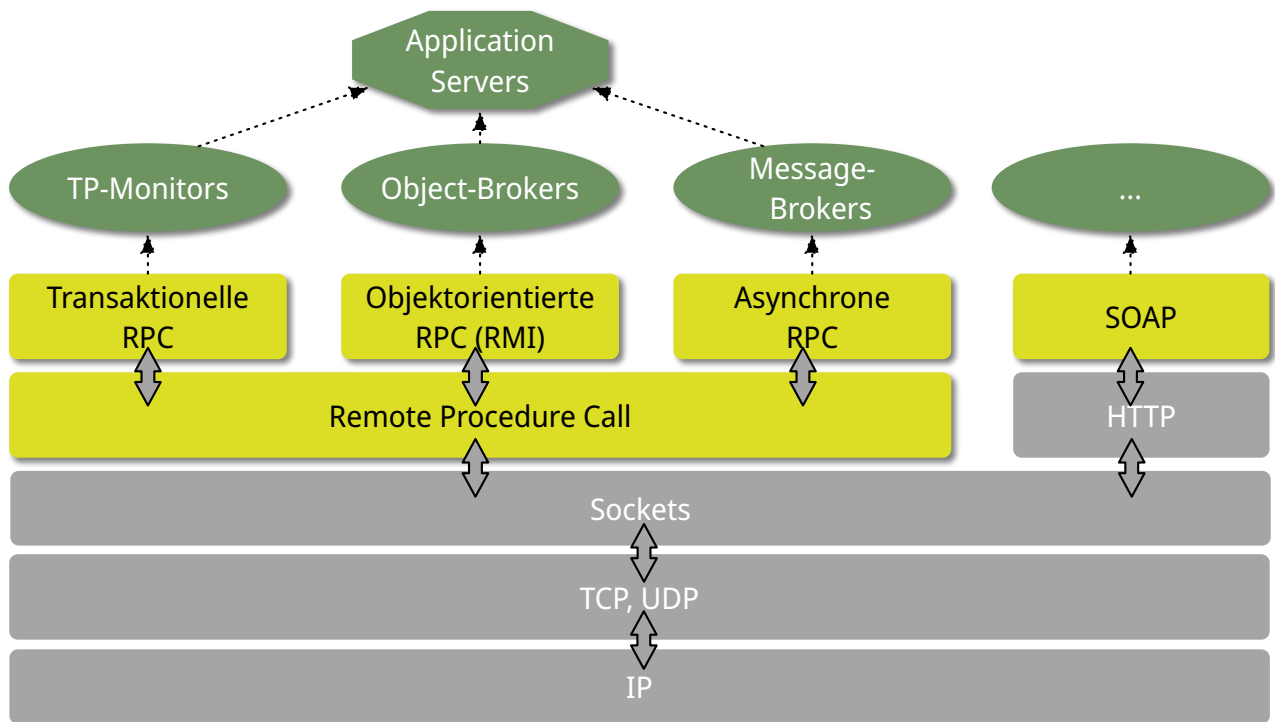 Application
Servers
TP-Monitors
Object-Brokers
Message-
Brokers
...
Transaktionelle
RPC
Objektorientierte
RPC (RMI)
Asynchrone
RPC
SOAP
Remote Procedure Call
HTTP
Sockets
TCP, UDP
IP